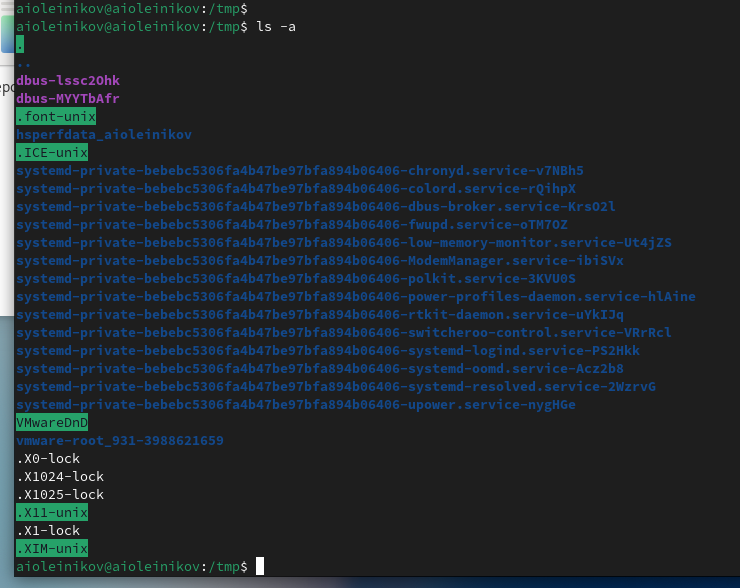 aioleinikov@aioleinikov:/tmp$
aioleinikov@aioleinikov:/tmp$ ls -a
.
..
dbus-lssc2Ohk
dbus-MYYTbAfr
.font-unix
hsperfdata_aioleinikov
.ICE-unix
systemd-private-bebebc5306fa4b47be97bfa894b06406-chronyd.service-v7NBh5
systemd-private-bebebc5306fa4b47be97bfa894b06406-colord.service-rQihpX
systemd-private-bebebc5306fa4b47be97bfa894b06406-dbus-broker.service-KrsO2l
systemd-private-bebebc5306fa4b47be97bfa894b06406-fwupd.service-oTM7OZ
systemd-private-bebebc5306fa4b47be97bfa894b06406-low-memory-monitor.service-Ut4jZS
systemd-private-bebebc5306fa4b47be97bfa894b06406-ModemManager.service-ibiSVx
systemd-private-bebebc5306fa4b47be97bfa894b06406-polkit.service-3KVU0S
systemd-private-bebebc5306fa4b47be97bfa894b06406-power-profiles-daemon.service-hlAine
systemd-private-bebebc5306fa4b47be97bfa894b06406-rtkit-daemon.service-uYkIJq
systemd-private-bebebc5306fa4b47be97bfa894b06406-switcheroo-control.service-VRrRcl
systemd-private-bebebc5306fa4b47be97bfa894b06406-systemd-logind.service-PS2Hkk
systemd-private-bebebc5306fa4b47be97bfa894b06406-systemd-oomd.service-Acz2b8
systemd-private-bebebc5306fa4b47be97bfa894b06406-systemd-resolved.service-2WzrvG
systemd-private-bebebc5306fa4b47be97bfa894b06406-upower.service-nygHGe
VMwareDnD
vmware-root_931-3988621659
.X0-lock
.X1024-lock
.X1025-lock
.X11-unix
.X1-lock
.XIM-unix
aioleinikov@aioleinikov:/tmp$